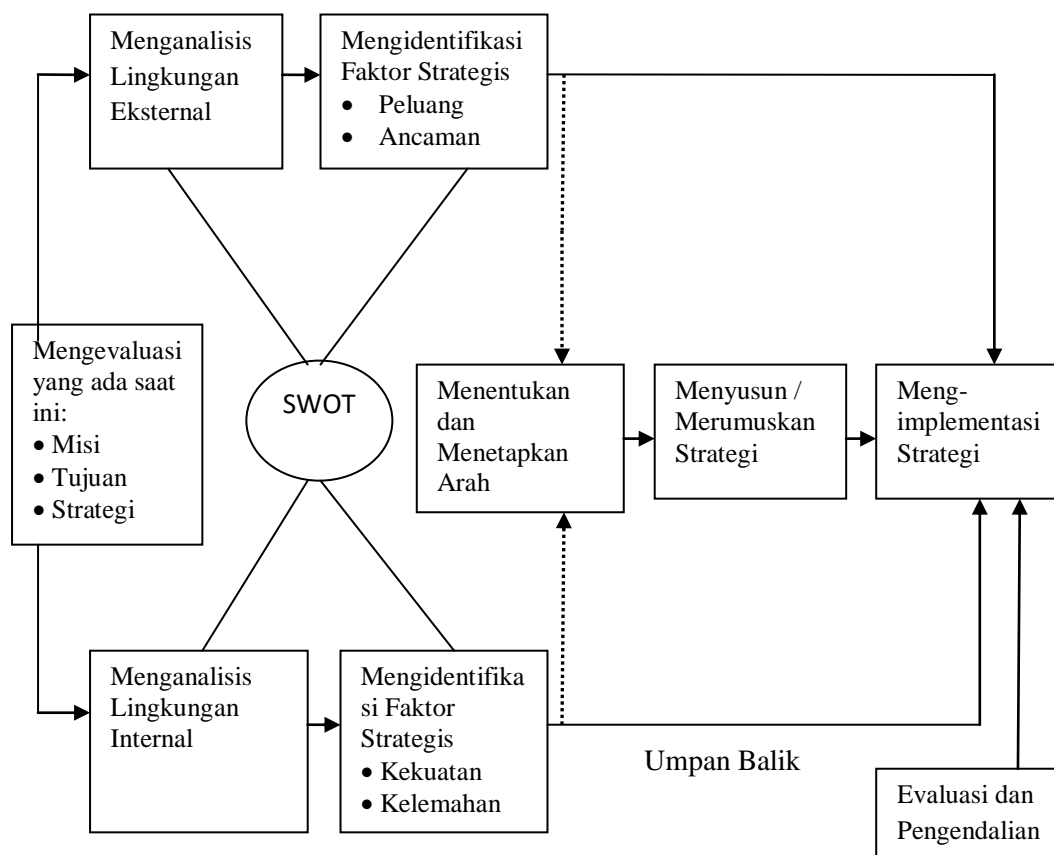 Menganalisis
Lingkungan
Eksternal
Mengidentifikasi
Faktor Strategis
• Peluang
• Ancaman
Mengevaluasi
yang ada saat
ini:
• Misi
• Tujuan
• Strategi
SWOT
Menentukan
dan
Menetapkan
Arah
Menyusun /
Merumuskan
Strategi
Meng-
implementasi
Strategi
Menganalisis
Lingkungan
Internal
Mengidentifika
si Faktor
Strategis
• Kekuatan
• Kelemahan
Umpan Balik
Evaluasi dan
Pengendalian